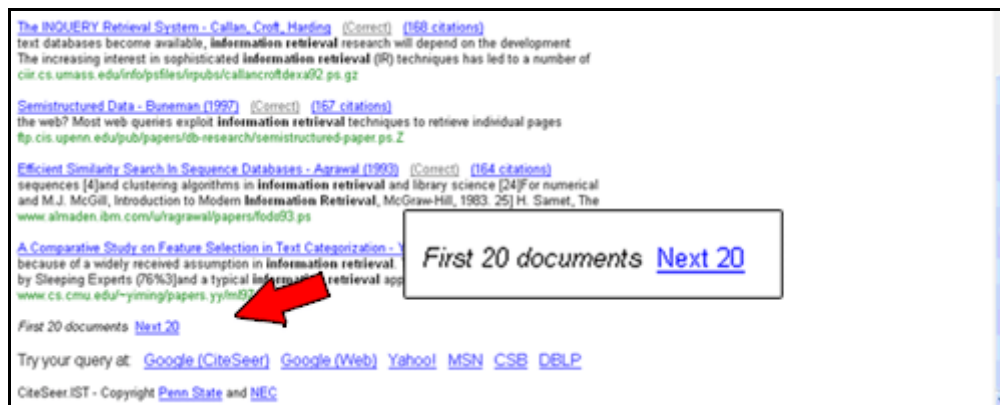 The INQUERY Retrieval System - Callan, Croft, Harding (Correct) (168 citations)
text databases become available, information retrieval research will depend on the development
The increasing interest in sophisticated information retrieval (IR) techniques has led to a number of
ciir.cs.umass.edu/info/psfiles/irpubs/callancroftdexa92.ps.gz
Semistructured Data - Buneman (1997) (Correct) (167 citations)
the web? Most web queries exploit information retrieval techniques to retrieve individual pages
ftp.cis.upenn.edu/pub/papers/db-research/semistructured-paper.ps.Z
Efficient Similarity Search In Sequence Databases - Agrawal (1993) (Correct) (164 citations)
sequences [4]and clustering algorithms in information retrieval and library science [24]For numerical
and M.J. McGill, Introduction to Modern Information Retrieval, McGraw-Hill, 1983. 25] H. Samet, The
www.almaden.ibm.com/u/ragrawal/papers/fodo93.ps
A Comparative Study on Feature Selection in Text Categorization - Y
because of a widely received assumption in information retrieval.
by Sleeping Experts (76%3]and a typical information retrieval app
www.cs.cmu.edu/~yiming/papers.yy/ml97
First 20 documents Next 20
First 20 documents Next 20
Try your query at: Google (CiteSeer) Google (Web) Yahoo! MSN CSB DBLP
CiteSeer.IST - Copyright Penn State and NEC